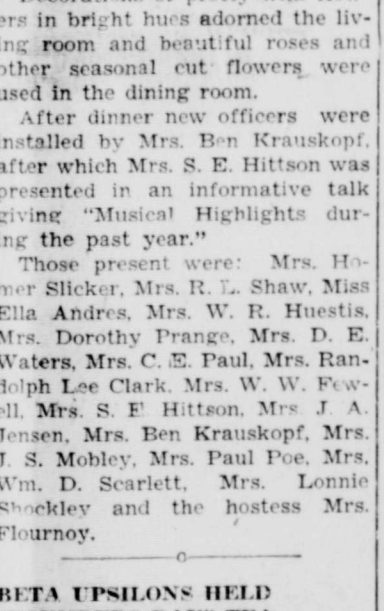 ers in bright hues adorned the liv-
ing room and beautiful roses and
other seasonal cut flowers were
used in the dining room.
After dinner new officers were
installed by Mrs. Ben Krauskopf,
after which Mrs. S. E. Hittson was
presented in an informative talk
giving "Musical Highlights dur-
ing the past year."
Those present were: Mrs. Ho-
mer Slicker, Mrs. R. L. Shaw, Miss
Ella Andres, Mrs. W. R. Huestis,
Mrs. Dorothy Prange, Mrs. D. E.
Waters, Mrs. C. E. Paul, Mrs. Ran-
dolph Lee Clark, Mrs. W. W. Few-
ell, Mrs. S. F Hittson, Mrs J. A.
Jensen, Mrs. Ben Krauskopf, Mrs.
J. S. Mobley, Mrs. Paul Poe, Mrs.
Wm. D. Scarlett, Mrs. Lonnie
Shockley and the hostess Mrs.
Flournoy.
BETA UPSILONS HELD